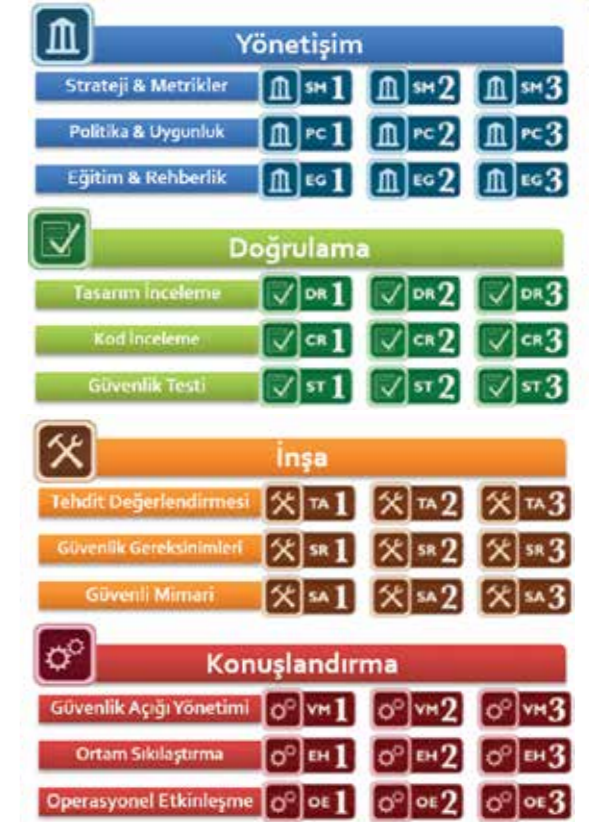 Yönetişim
Strateji & Metrikler SM 1 SM 2 SM 3
Politika & Uygunluk PC 1 PC 2 PC 3
Eğitim & Rehberlik EG 1 EG 2 EG 3
Doğrulama
Tasarım İnceleme DR 1 DR 2 DR 3
Kod İnceleme CR 1 CR 2 CR 3
Güvenlik Testi ST 1 ST 2 ST 3
İnşa
Tehdit Değerlendirmesi TA 1 TA 2 TA 3
Güvenlik Gereksinimleri SR 1 SR 2 SR 3
Güvenli Mimari SA 1 SA 2 SA 3
Konuşlandırma
Güvenlik Açığı Yönetimi VM 1 VM 2 VM 3
Ortam Sıkılaştırma EH 1 EH 2 EH 3
Operasyonel Etkinleşme OE 1 OE 2 OE 3